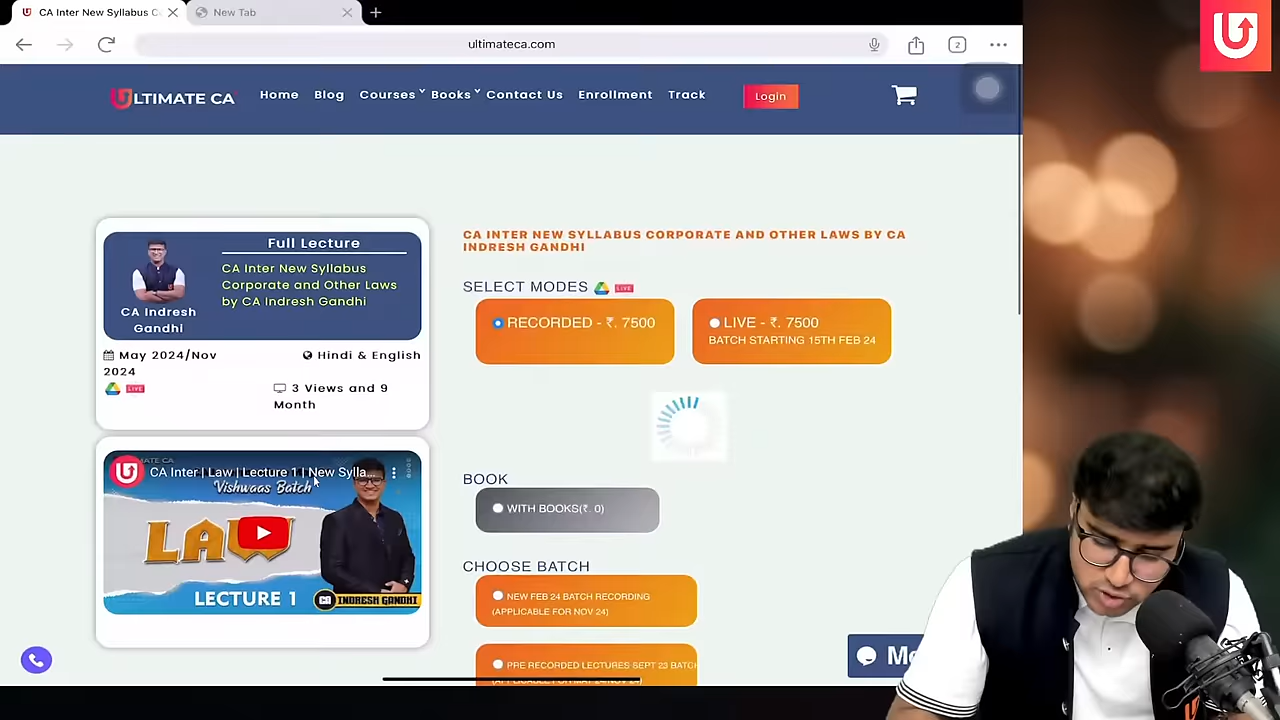 CA Inter New Syllabus C
New Tab
ultimateca.com
2
ULTIMATE CA
Home
Blog
Courses
Books
Contact Us
Enrollment
Track
Login
Full Lecture
CA Inter New Syllabus
Corporate and Other Laws
by CA Indresh Gandhi
CA Indresh
Gandhi
May 2024/Nov
2024
Hindi & English
LIVE
3 Views and 9
Month
CA Inter | Law | Lecture 1 | New Sylla...
Vishwaas Batch
LAW
LECTURE 1
CA INDRESH GANDHI
CA INTER NEW SYLLABUS CORPORATE AND OTHER LAWS BY CA
INDRESH GANDHI
SELECT MODES
LIVE
RECORDED - ₹. 7500
LIVE - ₹. 7500
BATCH STARTING 15TH FEB 24
BOOK
WITH BOOKS(₹. 0)
CHOOSE BATCH
NEW FEB 24 BATCH RECORDING
(APPLICABLE FOR NOV 24)
PRE RECORDED LECTURES SEPT 23 BATCH